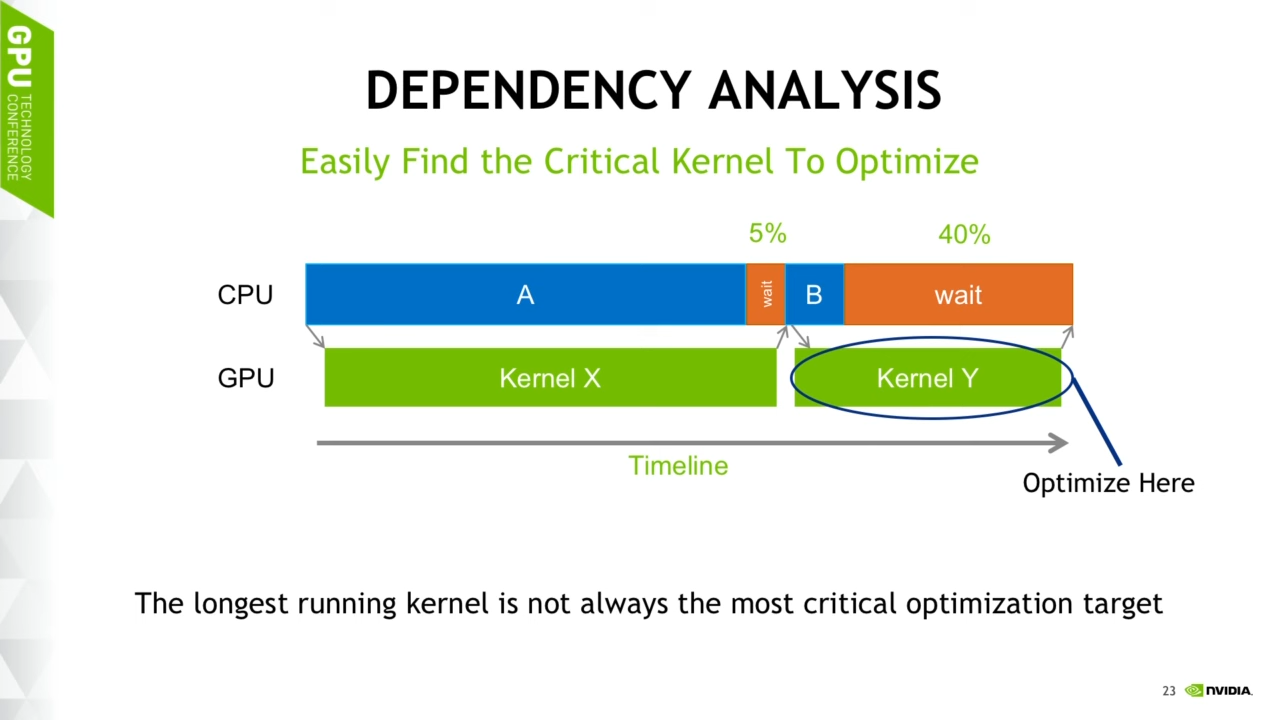 GPU
TECHNOLOGY
CONFERENCE
DEPENDENCY ANALYSIS
Easily Find the Critical Kernel To Optimize
5%
40%
CPU
A
wait
B
wait
GPU
Kernel X
Kernel Y
Timeline
Optimize Here
The longest running kernel is not always the most critical optimization target
23
NVIDIA.